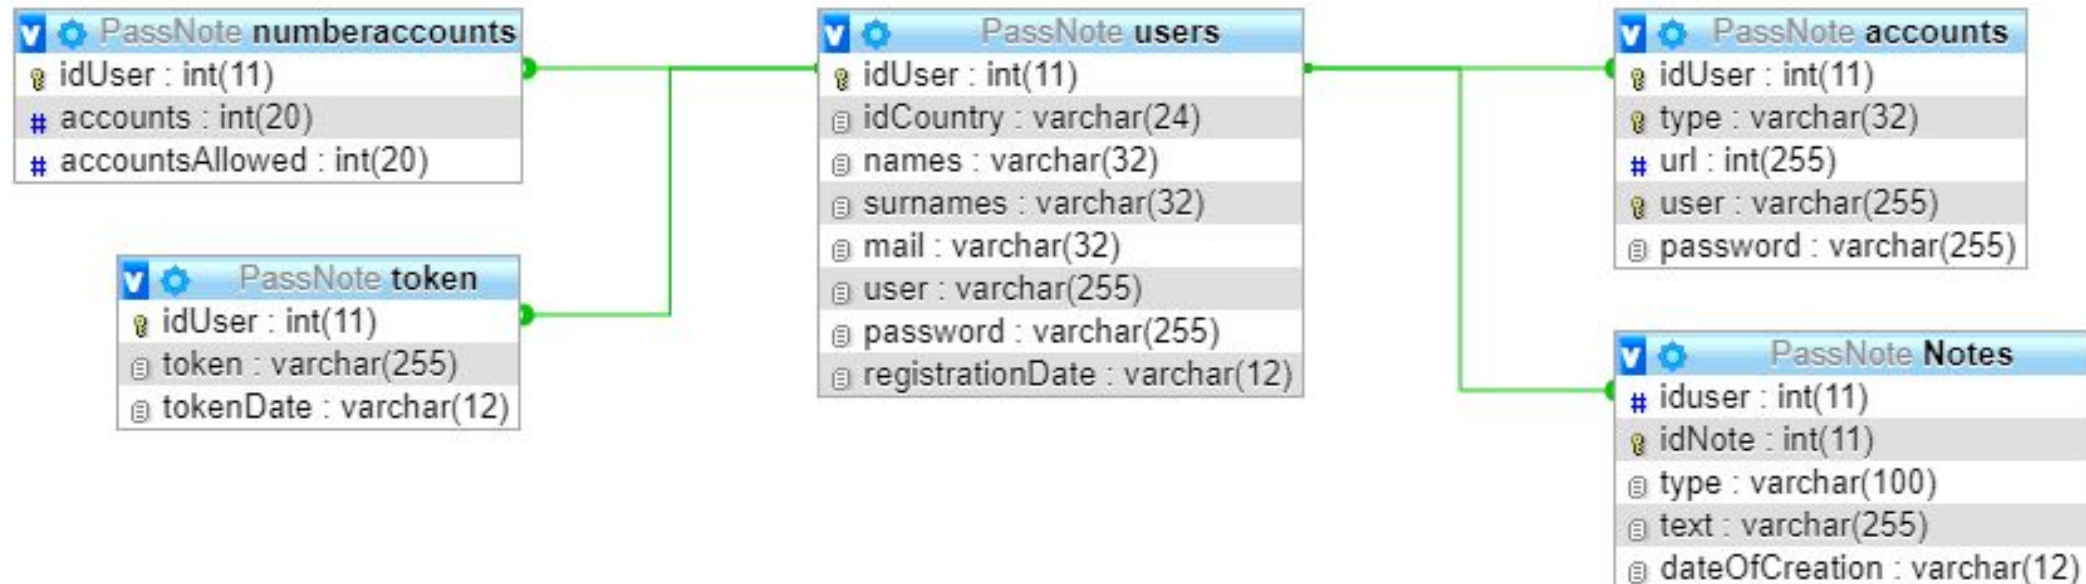 PassNote numberaccounts
idUser : int(11)
accounts : int(20)
accountsAllowed : int(20)
PassNote token
idUser : int(11)
token : varchar(255)
tokenDate : varchar(12)
PassNote users
idUser : int(11)
idCountry : varchar(24)
names : varchar(32)
surnames : varchar(32)
mail : varchar(32)
user : varchar(255)
password : varchar(255)
registrationDate : varchar(12)
PassNote accounts
idUser : int(11)
type : varchar(32)
url : int(255)
user : varchar(255)
password : varchar(255)
PassNote Notes
iduser : int(11)
idNote : int(11)
type : varchar(100)
text : varchar(255)
dateOfCreation : varchar(12)